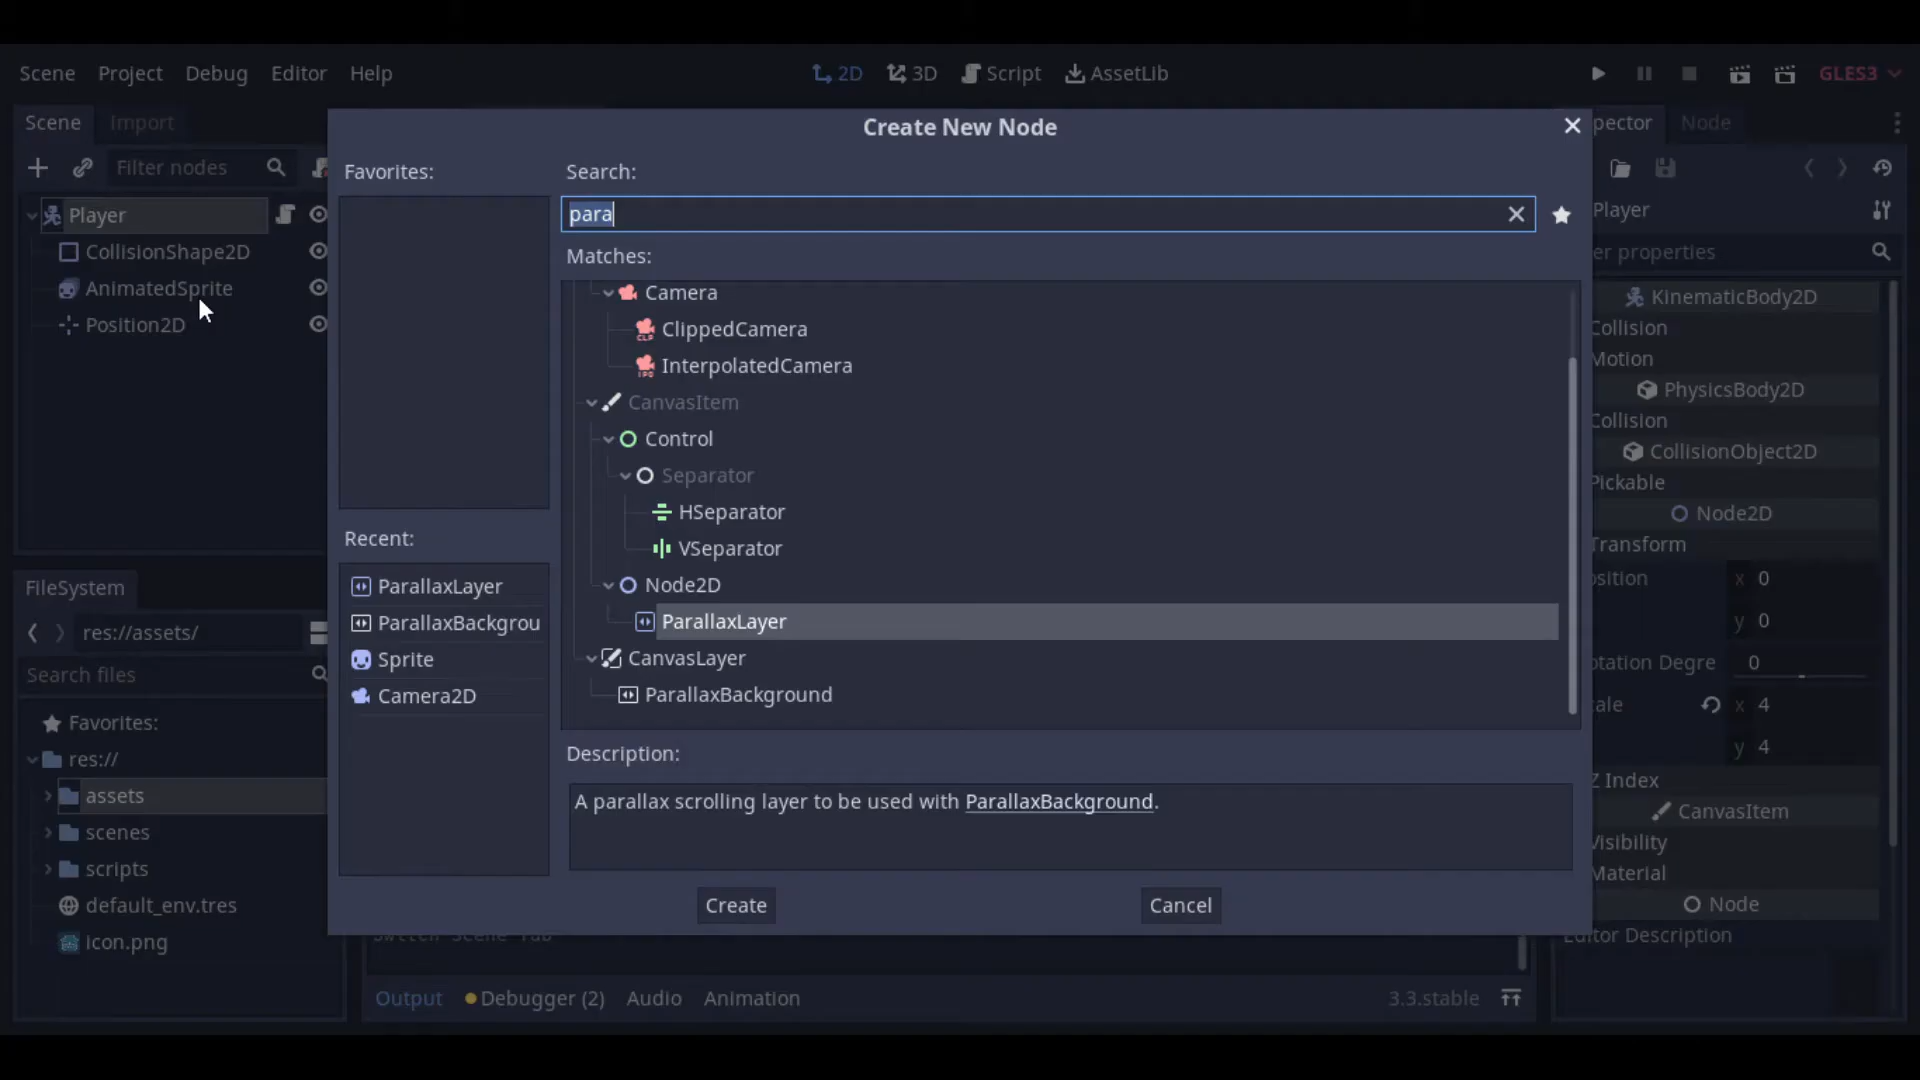 Scene Project Debug Editor Help
2D 3D Script AssetLib
GLES3
Scene Import
Filter nodes
Player
CollisionShape2D
AnimatedSprite
Position2D
FileSystem
res://assets/
Search files
Favorites:
res://
assets
scenes
scripts
default_env.tres
icon.png
Create New Node
Favorites:
Recent:
ParallaxLayer
ParallaxBackgrou
Sprite
Camera2D
Search:
para
Matches:
Camera
ClippedCamera
InterpolatedCamera
CanvasItem
Control
Separator
HSeparator
VSeparator
Node2D
ParallaxLayer
CanvasLayer
ParallaxBackground
Description:
A parallax scrolling layer to be used with ParallaxBackground.
Create Cancel
Switch Scene Tab
Output Debugger (2) Audio Animation 3.3.stable
pector Node
Player
er properties
KinematicBody2D
Collision
Motion
PhysicsBody2D
Collision
CollisionObject2D
Pickable
Node2D
Transform
osition x 0
y 0
otation Degre 0
ale x 4
y 4
Z Index
CanvasItem
Visibility
Material
Node
Editor Description